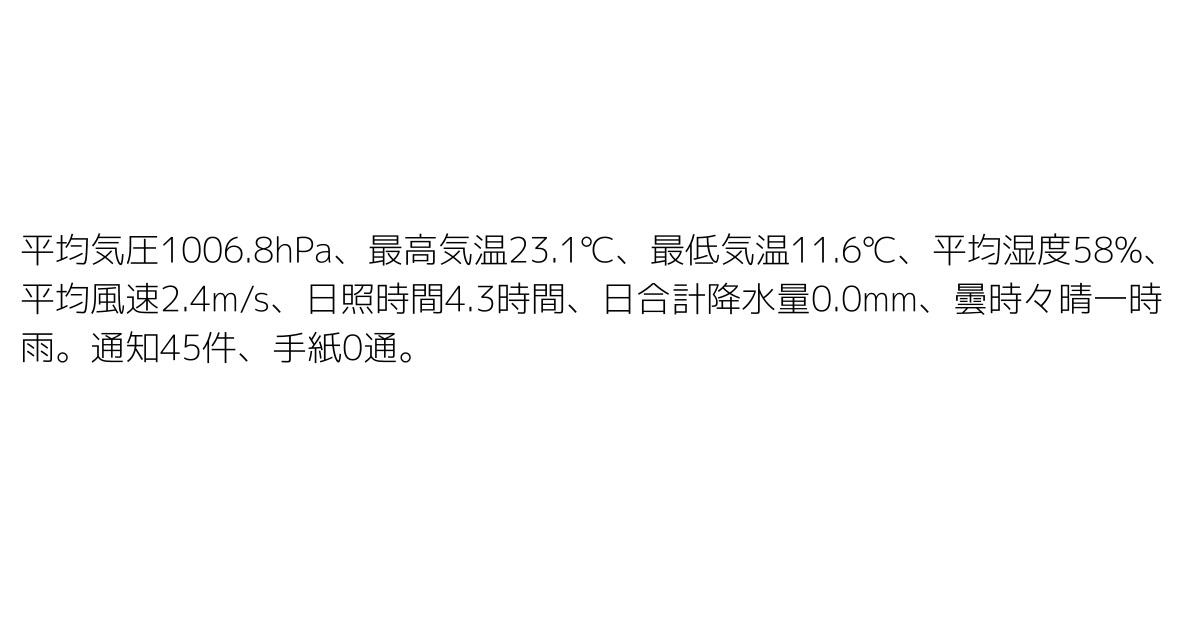 平均気圧1006.8hPa、最高気温23.1℃、最低気温11.6℃、平均湿度58%、
平均風速2.4m/s、日照時間4.3時間、日合計降水量0.0mm、曇時々晴一時
雨。通知45件、手紙0通。